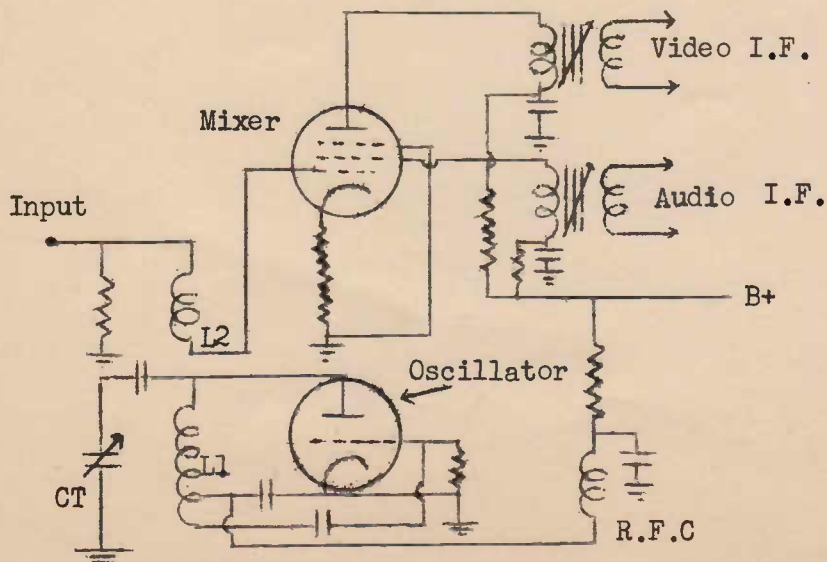 Video I.F.
Mixer
Audio I.F.
Input
B+
L2
Oscillator
L1
CT
R.F.C